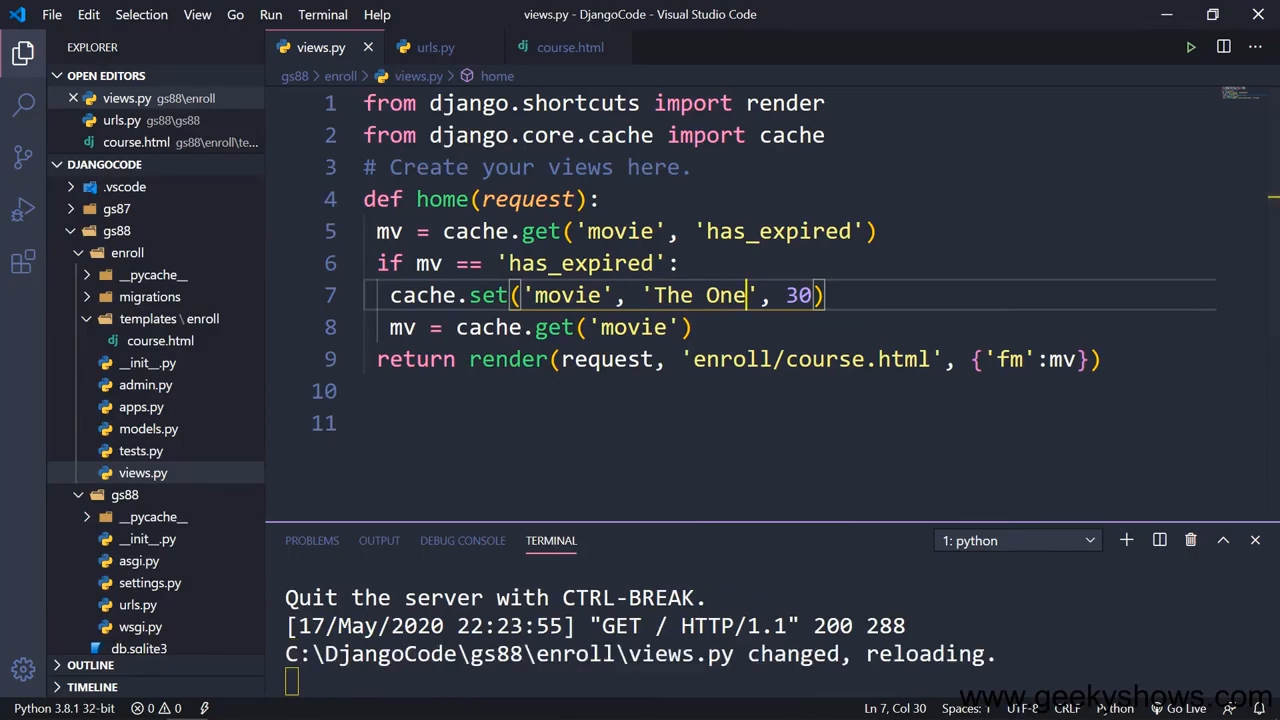 File Edit Selection View Go Run Terminal Help views.py - DjangoCode - Visual Studio Code
EXPLORER
OPEN EDITORS
views.py gs88\enroll
urls.py gs88\gs88
course.html gs88\enroll\te...
DJANGOCODE
.vscode
gs87
gs88
enroll
__pycache__
migrations
templates \ enroll
course.html
__init__.py
admin.py
apps.py
models.py
tests.py
views.py
gs88
__pycache__
__init__.py
asgi.py
settings.py
urls.py
wsgi.py
db.sqlite3
OUTLINE
TIMELINE
views.py urls.py course.html
gs88 > enroll > views.py > home
1 from django.shortcuts import render
2 from django.core.cache import cache
3 # Create your views here.
4 def home(request):
5 mv = cache.get('movie', 'has_expired')
6 if mv == 'has_expired':
7 cache.set('movie', 'The One', 30)
8 mv = cache.get('movie')
9 return render(request, 'enroll/course.html', {'fm':mv})
10
11
PROBLEMS OUTPUT DEBUG CONSOLE TERMINAL 1: python
Quit the server with CTRL-BREAK.
[17/May/2020 22:23:55] "GET / HTTP/1.1" 200 288
C:\DjangoCode\gs88\enroll\views.py changed, reloading.
www.geekyshows.com
Python 3.8.1 32-bit 0 0 Ln 7, Col 30 Spaces: 1 UTF-8 CRLF Python Go Live